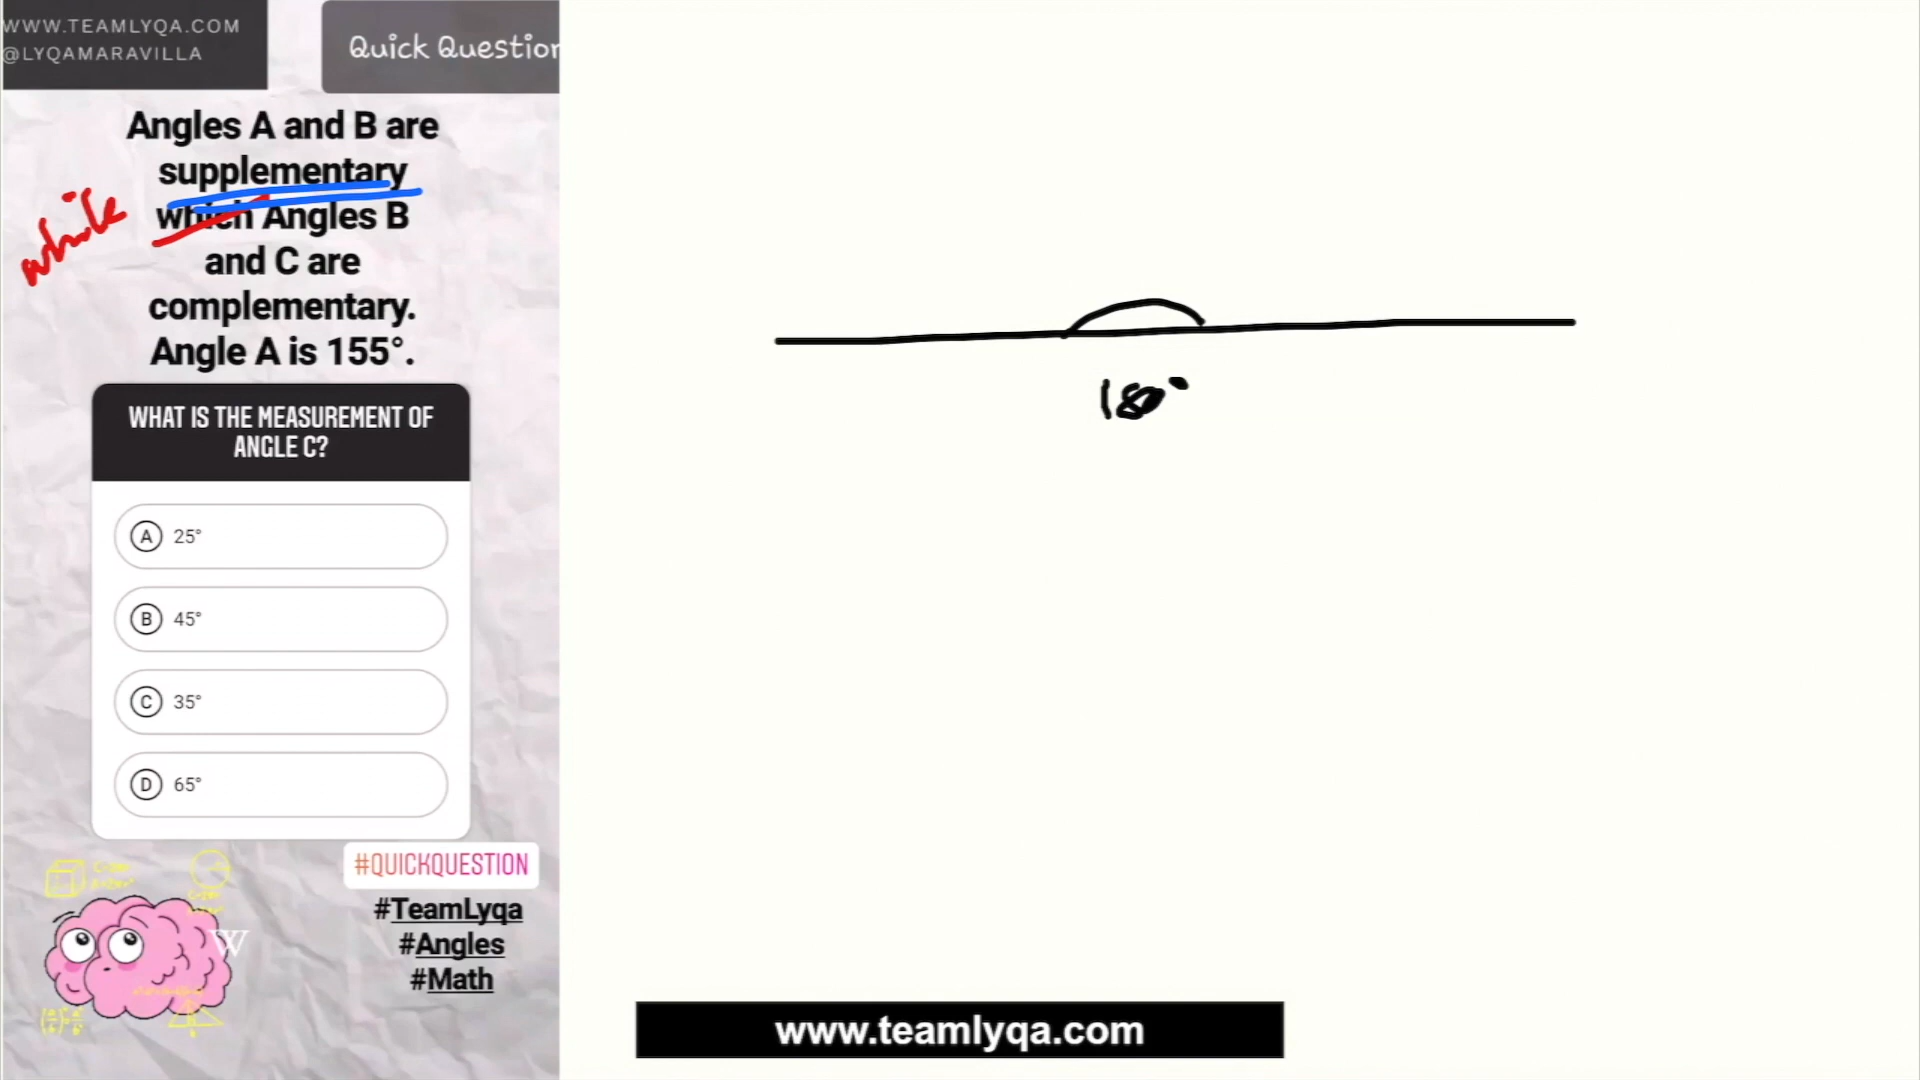 WWW.TEAMLYQA.COM
@LYQAMARAVILLA
Quick Question
Angles A and B are
supplementary
while
which Angles B
and C are
complementary.
Angle A is 155°.
WHAT IS THE MEASUREMENT OF
ANGLE C?
A 25°
B 45°
C 35°
D 65°
#QUICKQUESTION
#TeamLyqa
#Angles
#Math
W
180°
www.teamlyqa.com